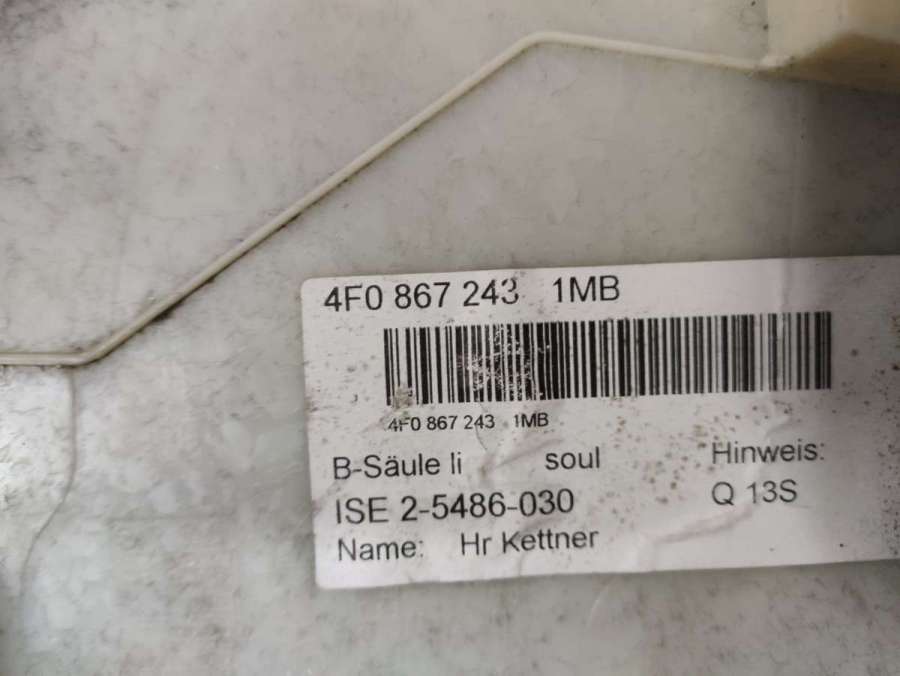 4F0 867 243 1MB
4F0 867 243 1MB
B-Säule li soul Hinweis:
ISE 2-5486-030 Q 13S
Name: Hr Kettner